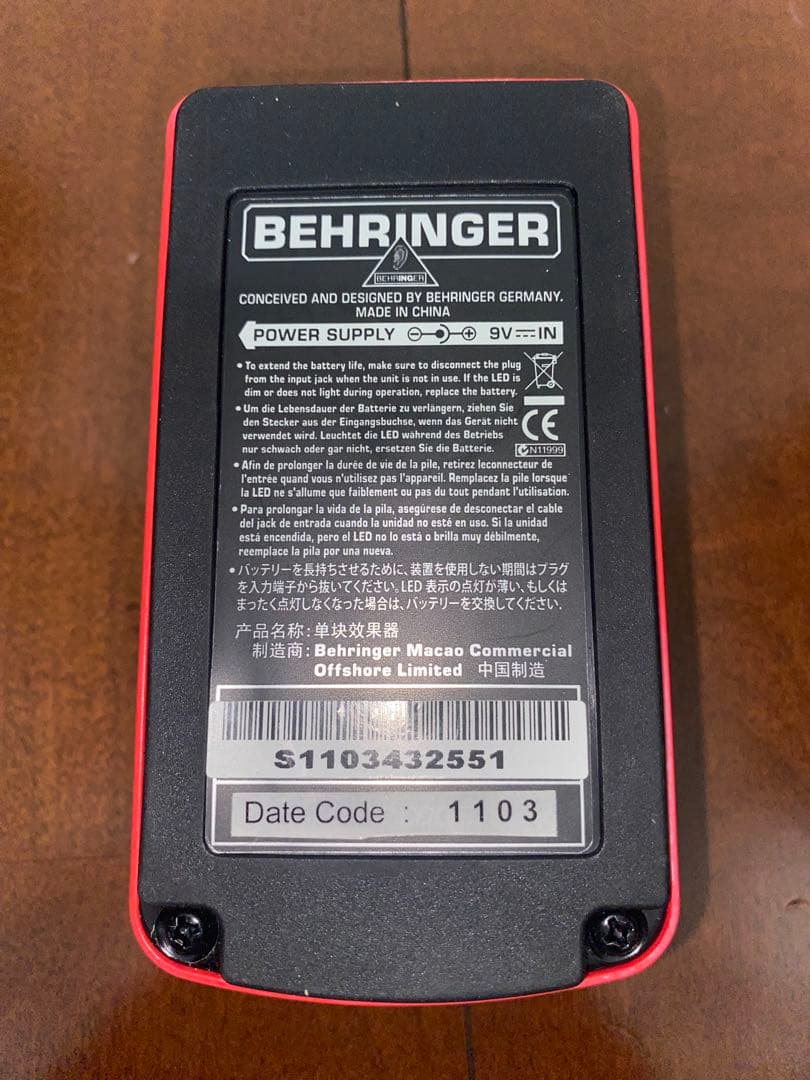 BEHRINGER
BEHRINGER
CONCEIVED AND DESIGNED BY BEHRINGER GERMANY.
MADE IN CHINA
POWER SUPPLY ⊖-●-⊕ 9V⎓IN
• To extend the battery life, make sure to disconnect the plug
from the input jack when the unit is not in use. If the LED is
dim or does not light during operation, replace the battery.
• Um die Lebensdauer der Batterie zu verlängern, ziehen Sie
den Stecker aus der Eingangsbuchse, wenn das Gerät nicht
verwendet wird. Leuchtet die LED während des Betriebs
nur schwach oder gar nicht, ersetzen Sie die Batterie.
CE
N11999
• Afin de prolonger la durée de vie de la pile, retirez leconnecteur de
l'entrée quand vous n'utilisez pas l'appareil. Remplacez la pile lorsque
la LED ne s'allume que faiblement ou pas du tout pendant l'utilisation.
• Para prolongar la vida de la pila, asegúrese de desconectar el cable
del jack de entrada cuando la unidad no esté en uso. Si la unidad
está encendida, pero el LED no lo está o brilla muy débilmente,
reemplace la pila por una nueva.
• バッテリーを長持ちさせるために、装置を使用しない期間はプラグ
を入力端子から抜いてください。LED 表示の点灯が薄い、もしくは
まったく点灯しなくなった場合は、バッテリーを交換してください.
产品名称: 单块效果器
制造商: Behringer Macao Commercial
Offshore Limited 中国制造
S1103432551
Date Code : 1103